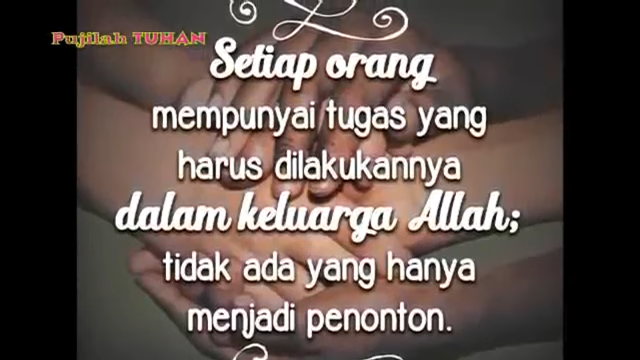 Pujilah TUHAN
Setiap orang
mempunyai tugas yang
harus dilakukannya
dalam keluarga Allah;
tidak ada yang hanya
menjadi penonton.